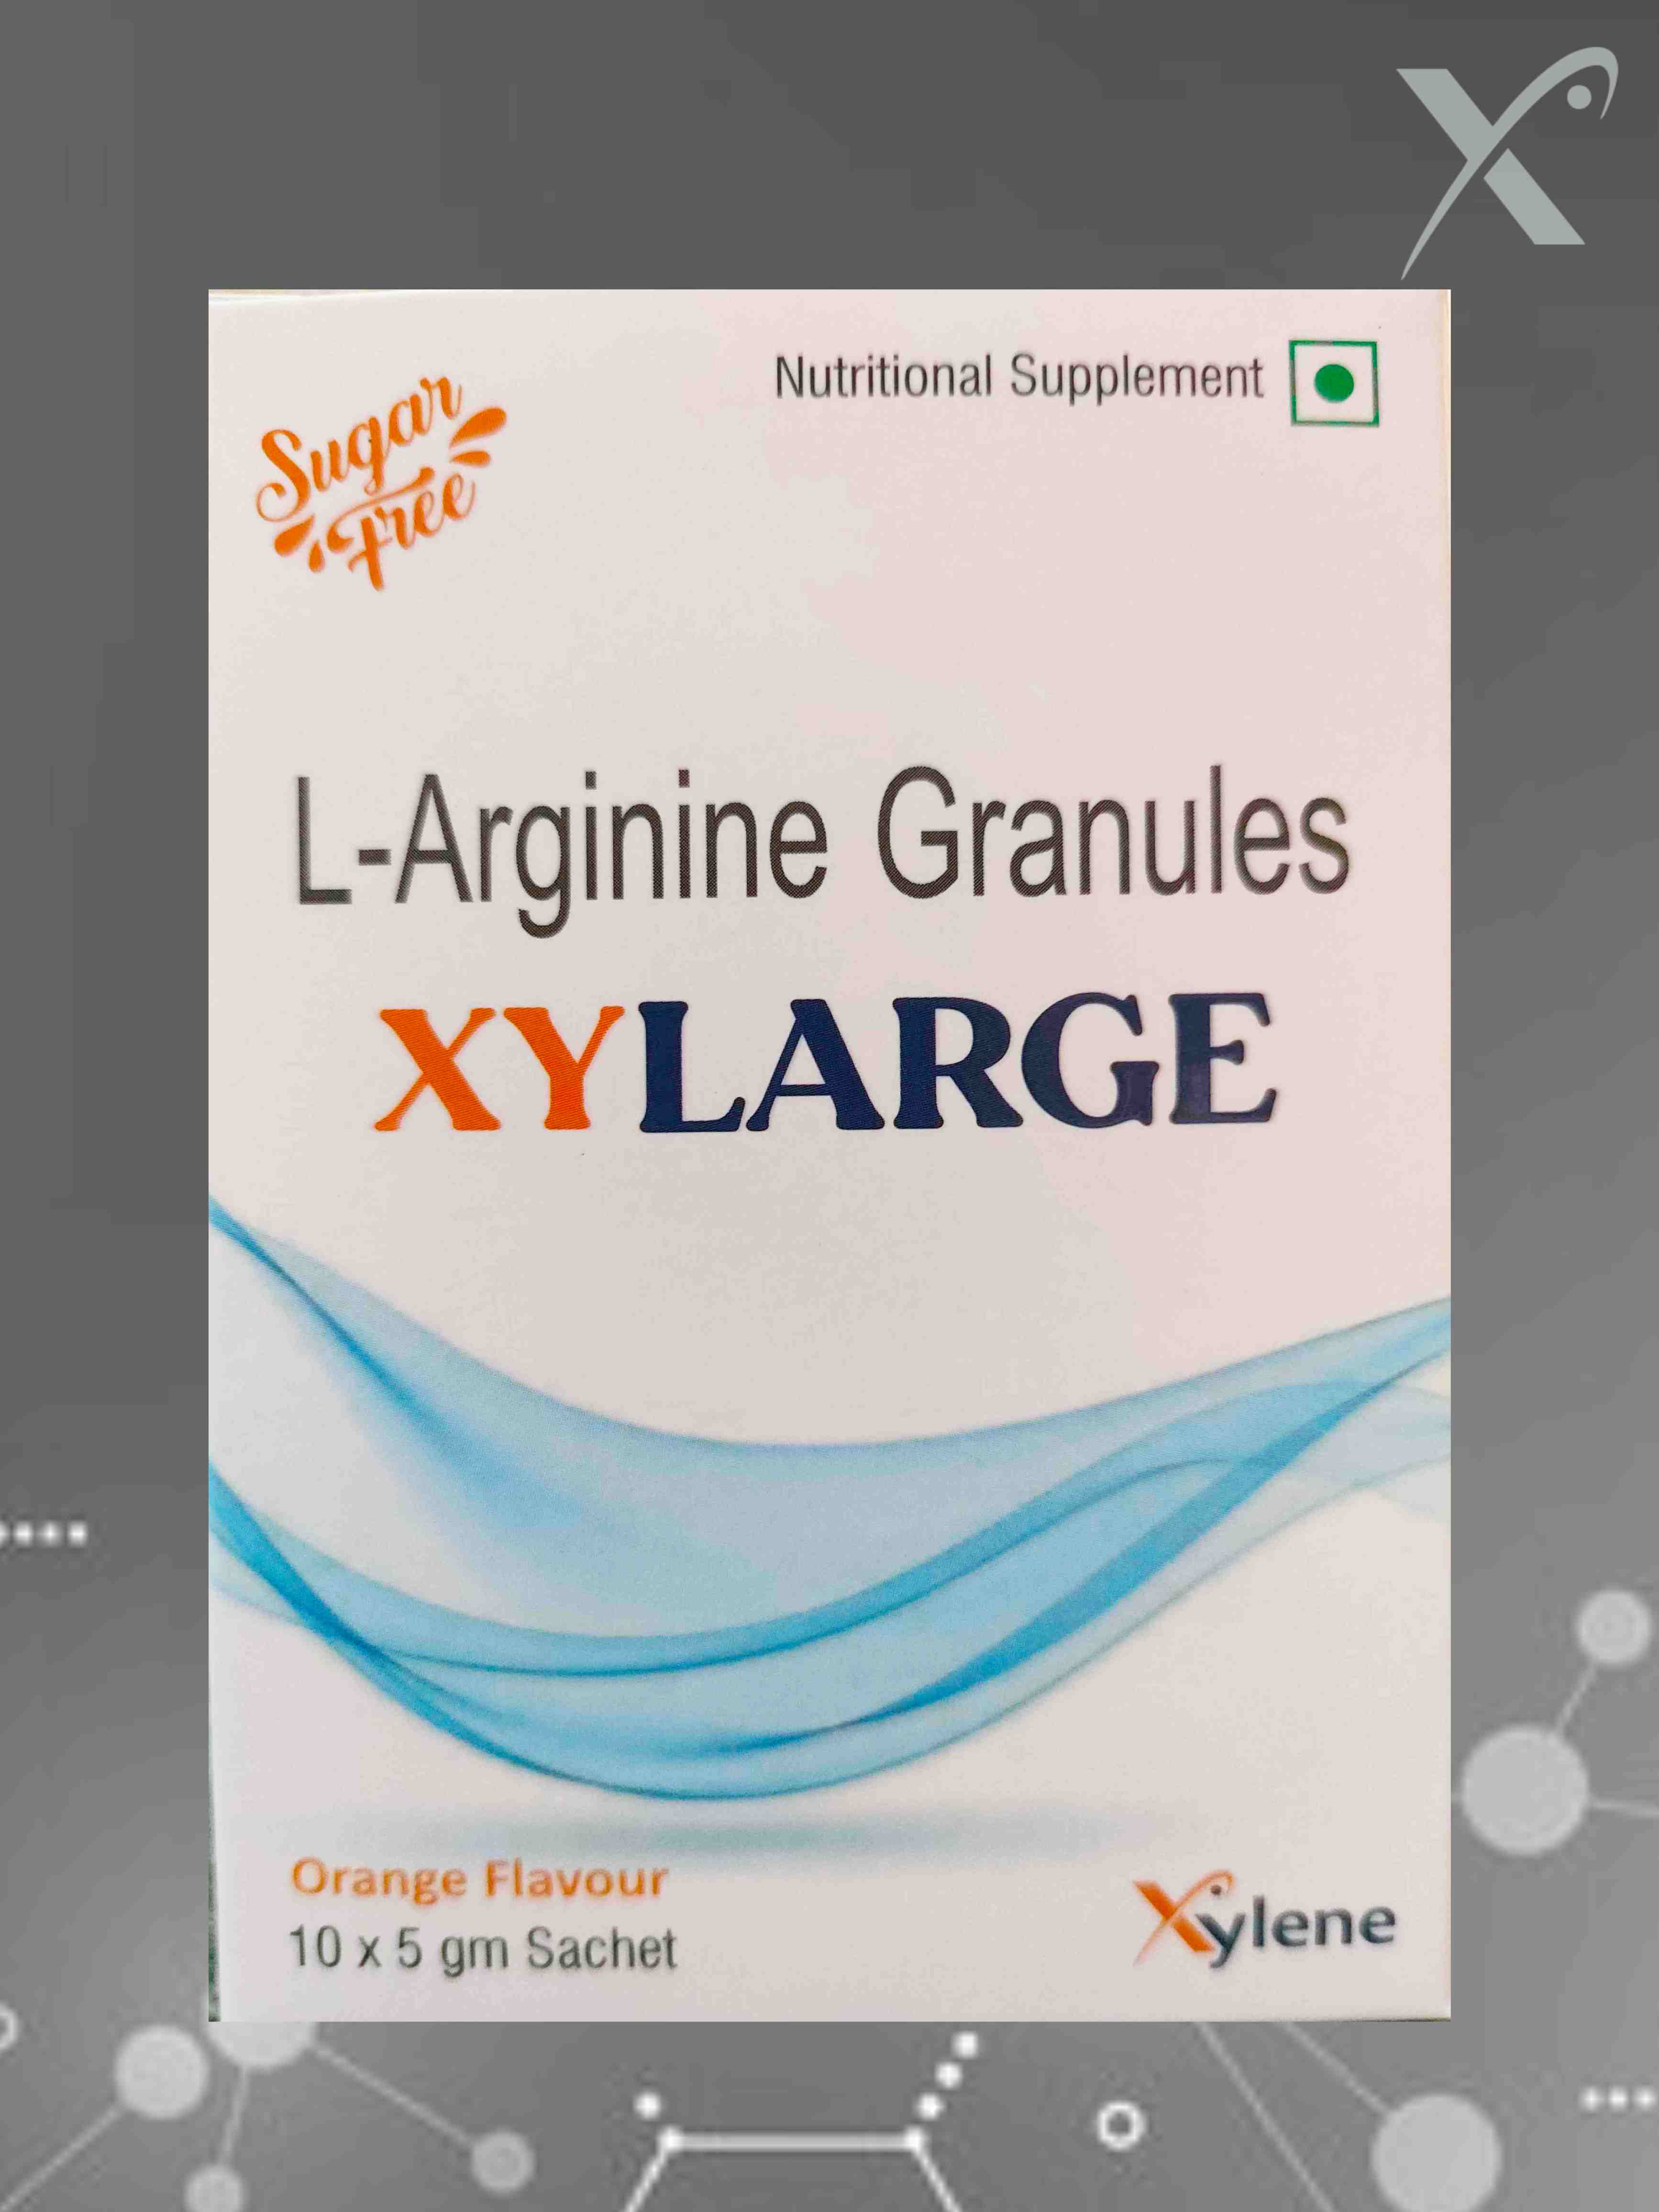 Nutritional Supplement
Sugar
Free
L-Arginine Granules
XYLARGE
Orange Flavour
10 x 5 gm Sachet
Xylene